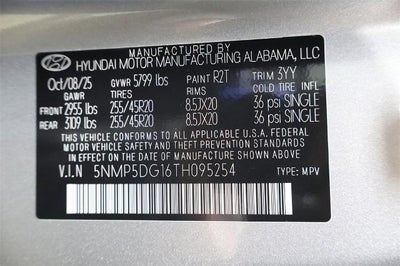 MANUFACTURED BY
HYUNDAI MOTOR MANUFACTURING ALABAMA, LLC
Oct/08/25 GVWR 5799 lbs PAINT R2T TRIM 3YY
GAWR TIRES RIMS COLD TIRE INFL
FRONT 2955 lbs 255/45R20 8.5JX20 36 psi SINGLE
REAR 3109 lbs 255/45R20 8.5JX20 36 psi SINGLE
THIS VEHICLE CONFORMS TO ALL APPLICABLE U.S.A. FEDERAL
MOTOR VEHICLE SAFETY AND THEFT PREVENTION STANDARDS
IN EFFECT ON THE DATE OF MANUFACTURE SHOWN ABOVE.
V.I.N 5NMP5DG16TH095254 TYPE: MPV